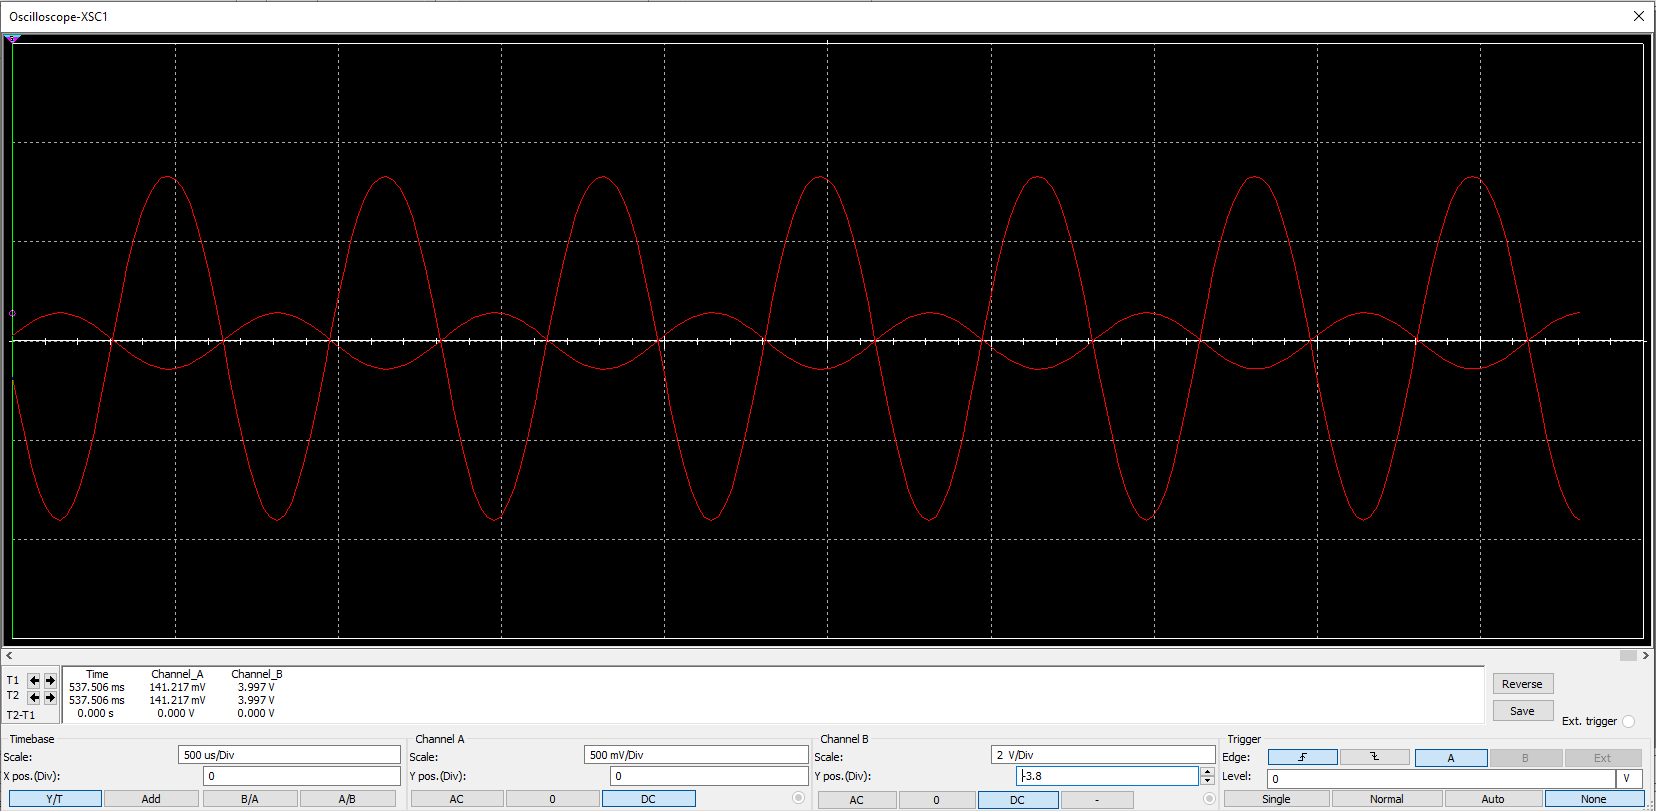 Oscilloscope-XSC1
T1
T2
T2-T1
Time Channel_A Channel_B
537.506 ms 141.217 mV 3.997 V
537.506 ms 141.217 mV 3.997 V
0.000 s 0.000 V 0.000 V
Reverse
Save
Ext. trigger
Timebase
Scale: 500 us/Div
X pos.(Div): 0
Y/T Add B/A A/B
Channel A
Scale: 500 mV/Div
Y pos.(Div): 0
AC 0 DC
Channel B
Scale: 2 V/Div
Y pos.(Div): -3.8
AC 0 DC -
Trigger
Edge: A B Ext
Level: 0 V
Single Normal Auto None